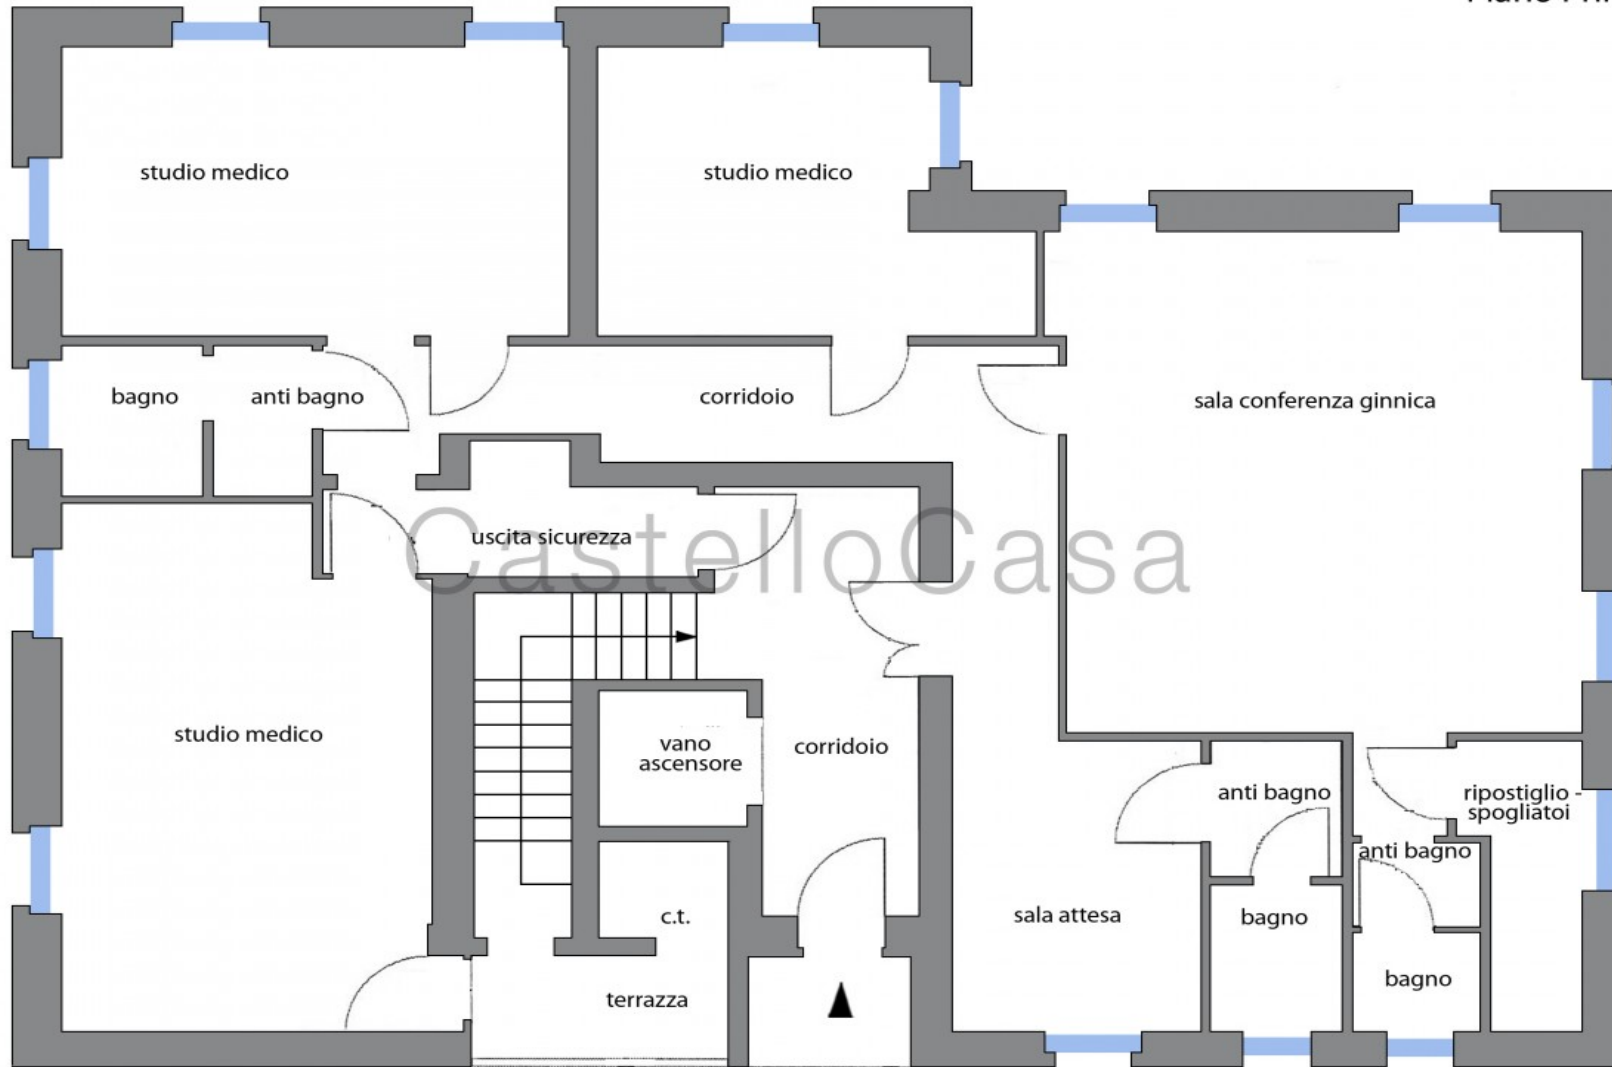 studio medico
studio medico
bagno
anti bagno
corridoio
sala conferenza ginnica
uscita sicurezza
CastelloCasa
studio medico
vano
ascensore
corridoio
anti bagno
ripostiglio -
spogliatoi
anti bagno
c.t.
sala attesa
bagno
bagno
terrazza